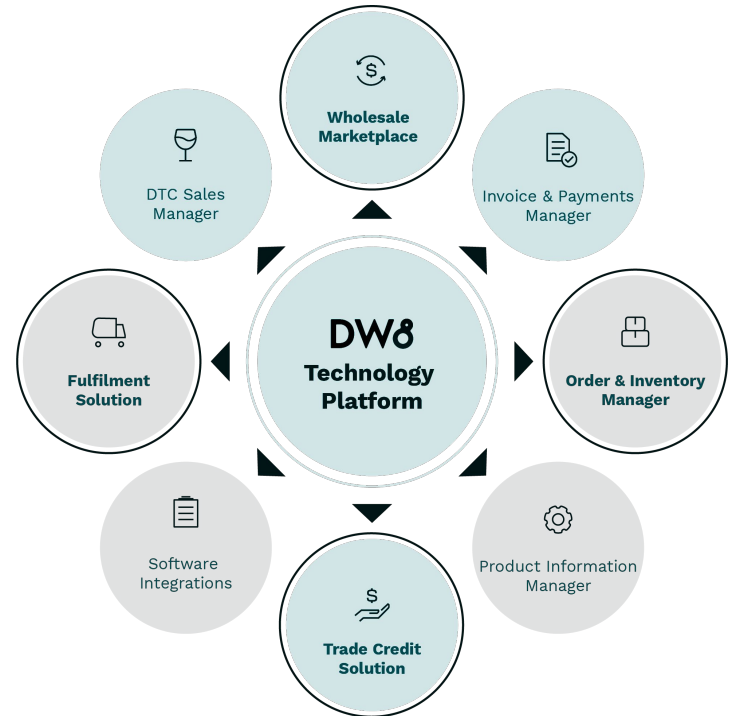 Wholesale
Marketplace
DTC Sales
Manager
Invoice & Payments
Manager
DW8
Technology
Platform
Fulfilment
Solution
Order & Inventory
Manager
Software
Integrations
Product Information
Manager
Trade Credit
Solution
$
$